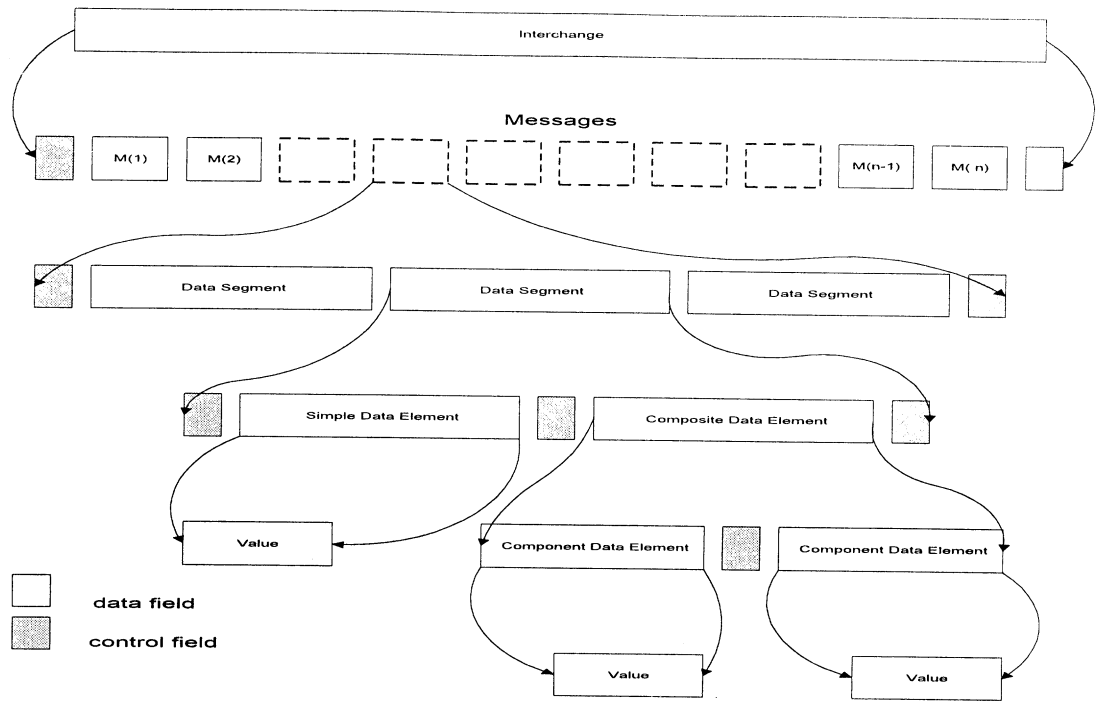 Interchange
Messages
M(1)
M(2)
M(n-1)
M( n)
Data Segment
Data Segment
Data Segment
Simple Data Element
Composite Data Element
Value
Component Data Element
Component Data Element
data field
control field
Value
Value